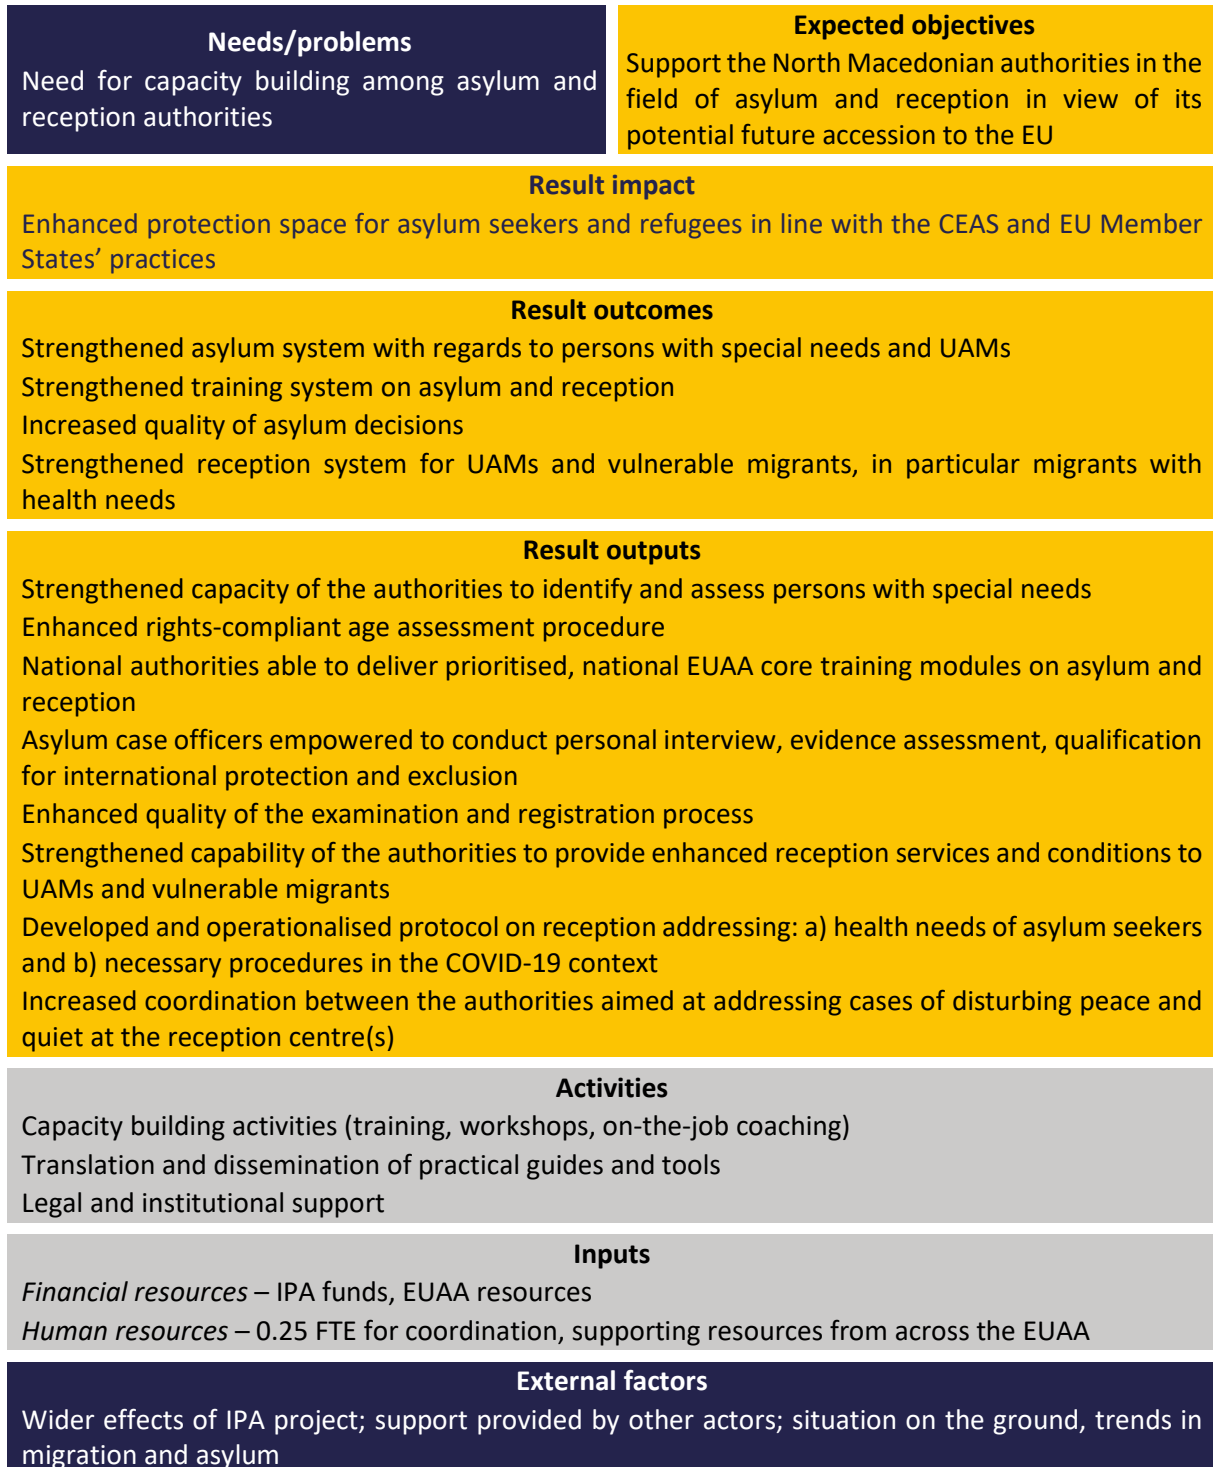 Needs/problems
Need for capacity building among asylum and
reception authorities
Expected objectives
Support the North Macedonian authorities in the
field of asylum and reception in view of its
potential future accession to the EU
Result impact
Enhanced protection space for asylum seekers and refugees in line with the CEAS and EU Member
States’ practices
Result outcomes
Strengthened asylum system with regards to persons with special needs and UAMs
Strengthened training system on asylum and reception
Increased quality of asylum decisions
Strengthened reception system for UAMs and vulnerable migrants, in particular migrants with
health needs
Result outputs
Strengthened capacity of the authorities to identify and assess persons with special needs
Enhanced rights-compliant age assessment procedure
National authorities able to deliver prioritised, national EUAA core training modules on asylum and
reception
Asylum case officers empowered to conduct personal interview, evidence assessment, qualification
for international protection and exclusion
Enhanced quality of the examination and registration process
Strengthened capability of the authorities to provide enhanced reception services and conditions to
UAMs and vulnerable migrants
Developed and operationalised protocol on reception addressing: a) health needs of asylum seekers
and b) necessary procedures in the COVID-19 context
Increased coordination between the authorities aimed at addressing cases of disturbing peace and
quiet at the reception centre(s)
Activities
Capacity building activities (training, workshops, on-the-job coaching)
Translation and dissemination of practical guides and tools
Legal and institutional support
Inputs
Financial resources – IPA funds, EUAA resources
Human resources – 0.25 FTE for coordination, supporting resources from across the EUAA
External factors
Wider effects of IPA project; support provided by other actors; situation on the ground, trends in
migration and asylum